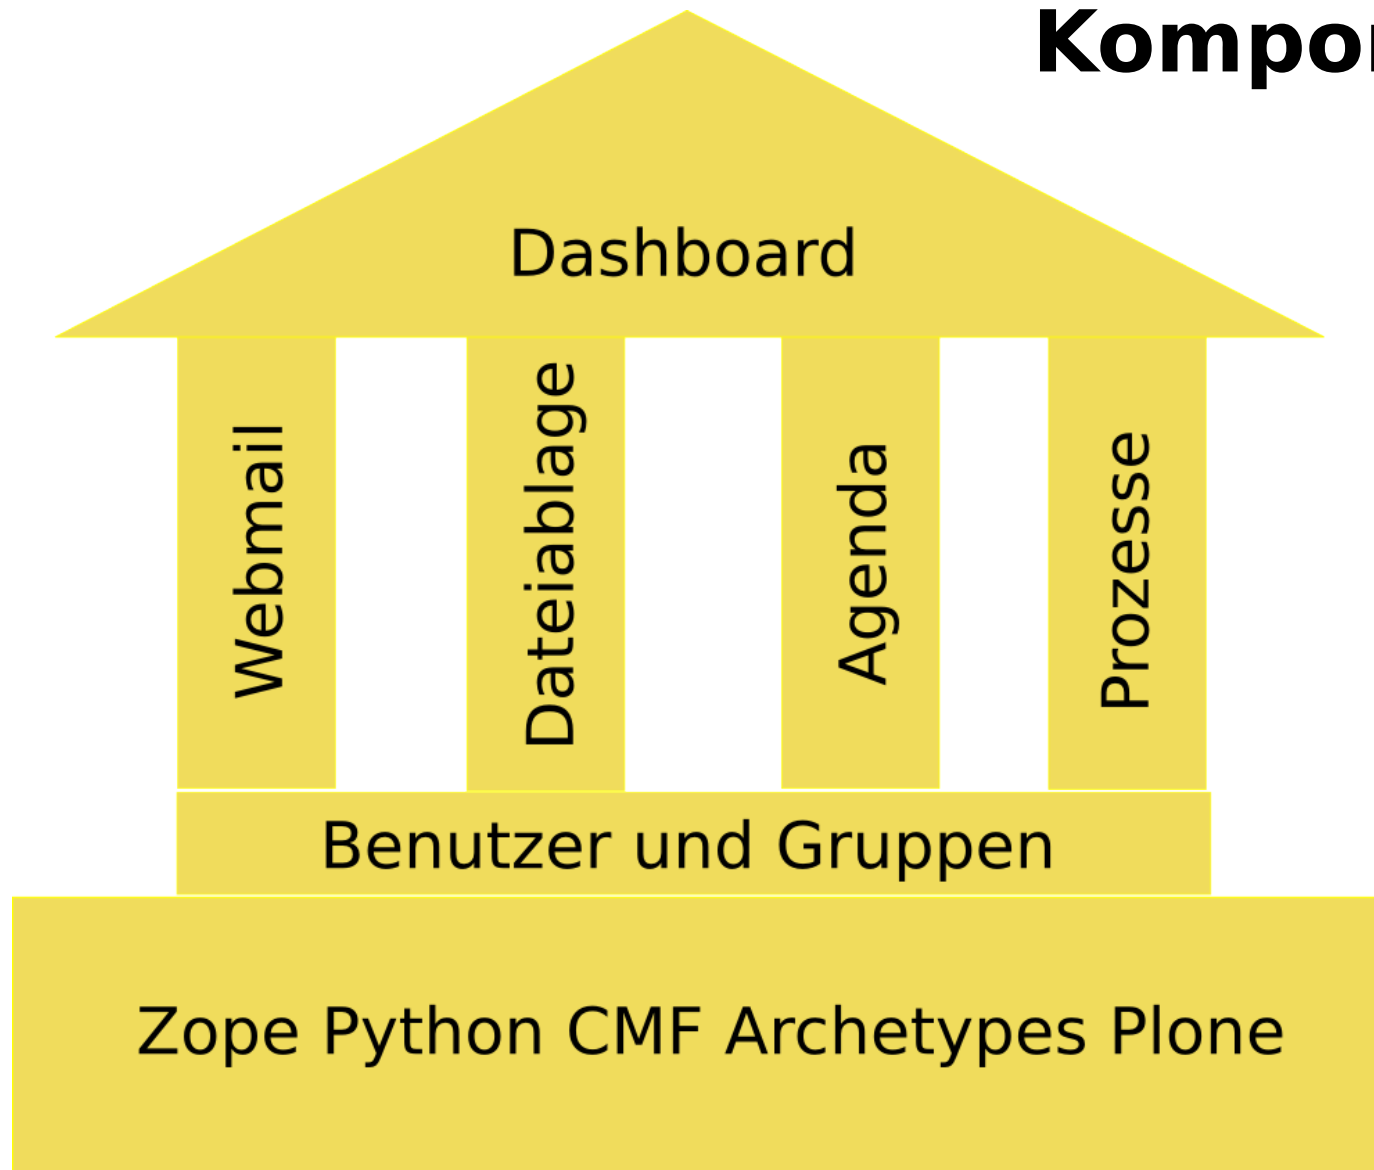 Dashboard
Webmail
Dateiablage
Agenda
Prozesse
Benutzer und Gruppen
Zope Python CMF Archetypes Plone